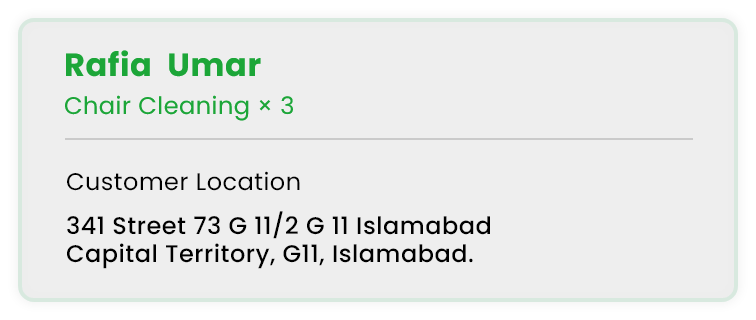 Rafia Umar
Chair Cleaning × 3
Customer Location
341 Street 73 G 11/2 G 11 Islamabad
Capital Territory, G11, Islamabad.